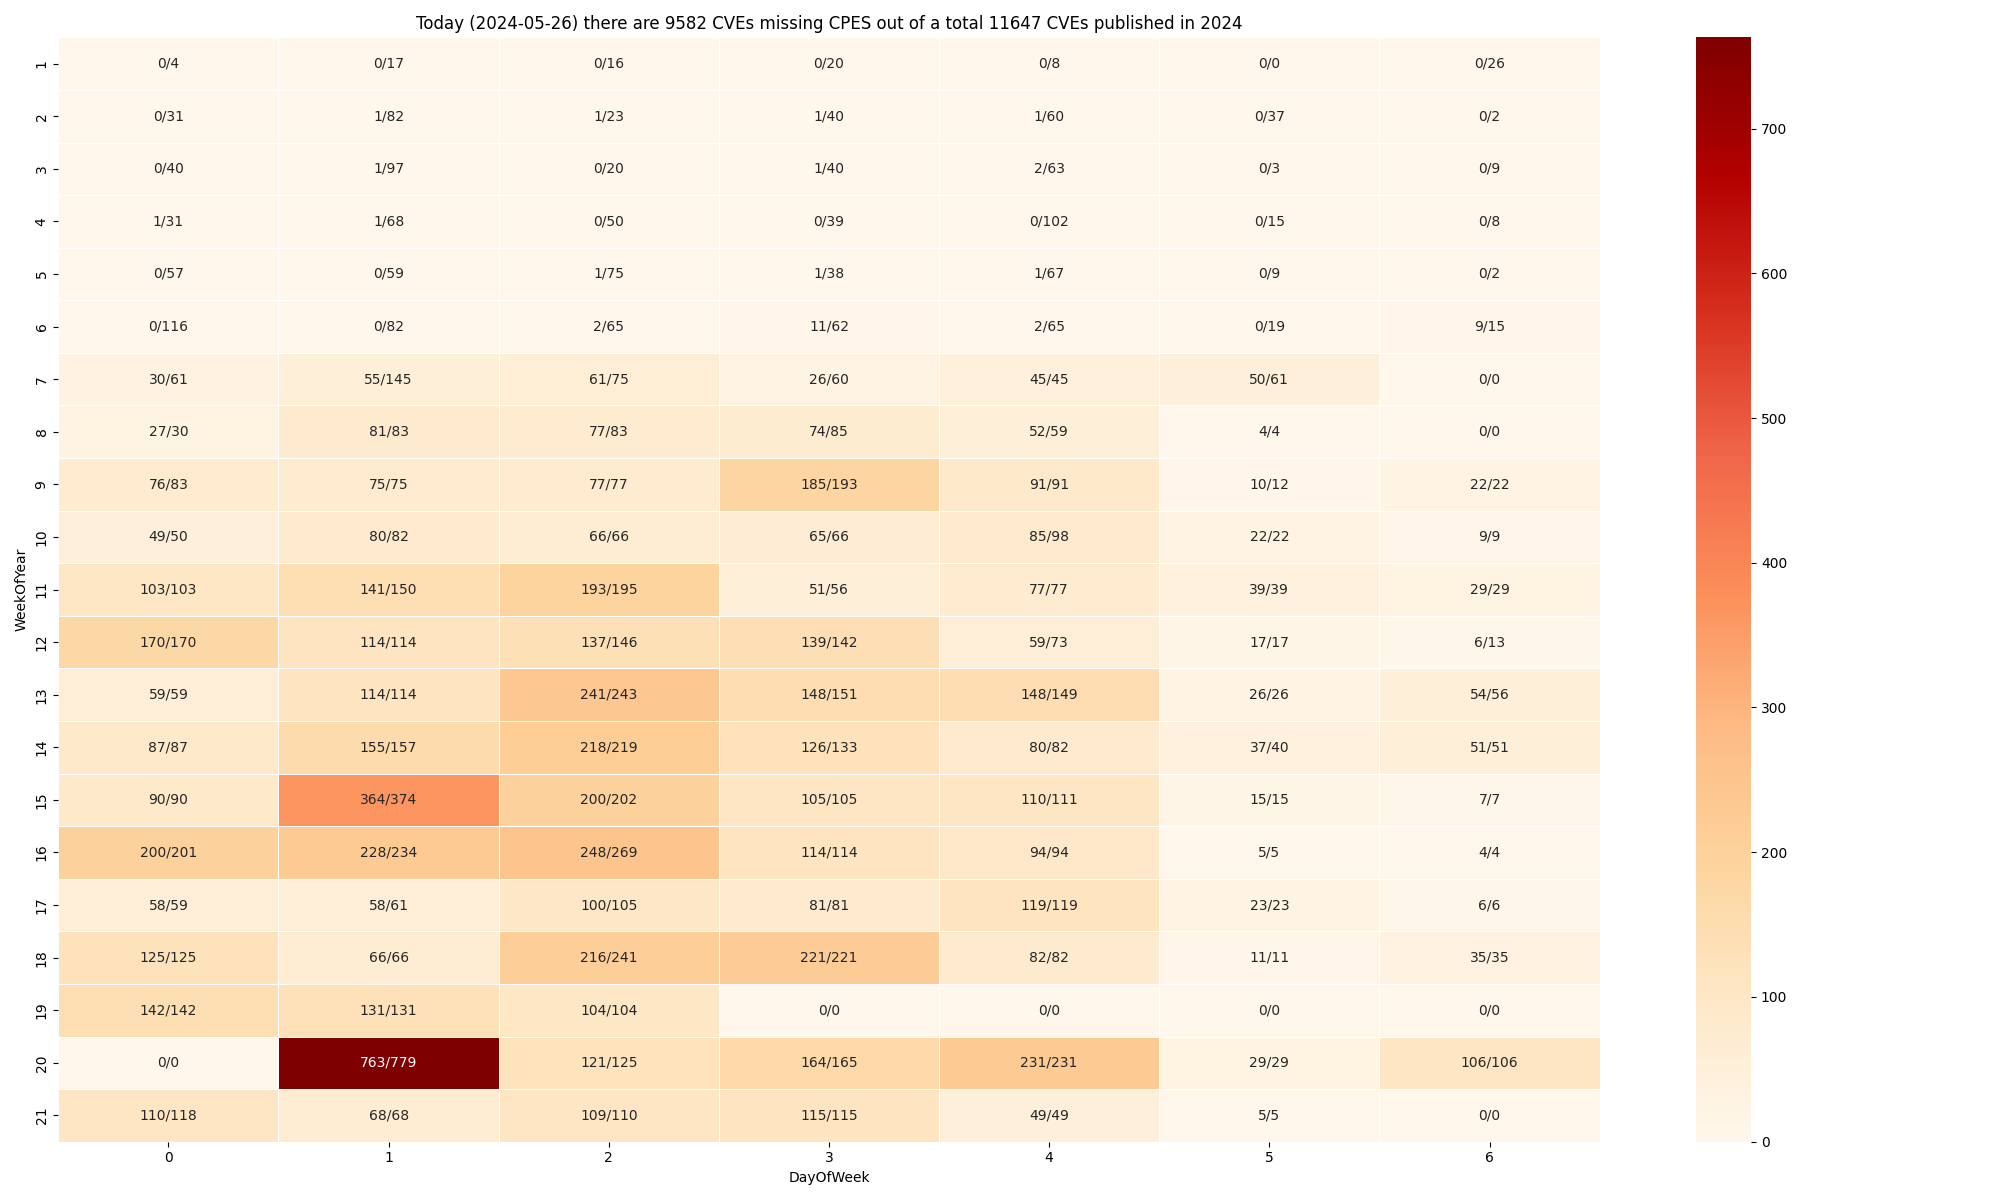 Today (2024-05-26) there are 9582 CVEs missing CPES out of a total 11647 CVEs published in 2024
WeekOfYear
1 0/4 0/17 0/16 0/20 0/8 0/0 0/26
2 0/31 1/82 1/23 1/40 1/60 0/37 0/2
3 0/40 1/97 0/20 1/40 2/63 0/3 0/9
4 1/31 1/68 0/50 0/39 0/102 0/15 0/8
5 0/57 0/59 1/75 1/38 1/67 0/9 0/2
6 0/116 0/82 2/65 11/62 2/65 0/19 9/15
7 30/61 55/145 61/75 26/60 45/45 50/61 0/0
8 27/30 81/83 77/83 74/85 52/59 4/4 0/0
9 76/83 75/75 77/77 185/193 91/91 10/12 22/22
10 49/50 80/82 66/66 65/66 85/98 22/22 9/9
11 103/103 141/150 193/195 51/56 77/77 39/39 29/29
12 170/170 114/114 137/146 139/142 59/73 17/17 6/13
13 59/59 114/114 241/243 148/151 148/149 26/26 54/56
14 87/87 155/157 218/219 126/133 80/82 37/40 51/51
15 90/90 364/374 200/202 105/105 110/111 15/15 7/7
16 200/201 228/234 248/269 114/114 94/94 5/5 4/4
17 58/59 58/61 100/105 81/81 119/119 23/23 6/6
18 125/125 66/66 216/241 221/221 82/82 11/11 35/35
19 142/142 131/131 104/104 0/0 0/0 0/0 0/0
20 0/0 763/779 121/125 164/165 231/231 29/29 106/106
21 110/118 68/68 109/110 115/115 49/49 5/5 0/0
0 1 2 3 4 5 6
DayOfWeek
700
600
500
400
300
200
100
0